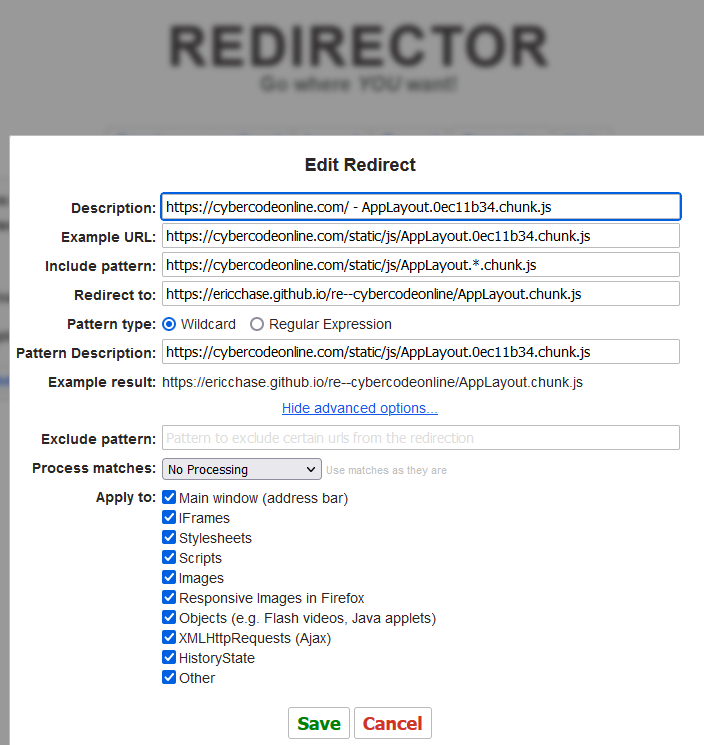 REDIRECTOR
Go where YOU want!
Edit Redirect
Description: https://cybercodeonline.com/ - AppLayout.0ec11b34.chunk.js
Example URL: https://cybercodeonline.com/static/js/AppLayout.0ec11b34.chunk.js
Include pattern: https://cybercodeonline.com/static/js/AppLayout.*.chunk.js
Redirect to: https://ericchase.github.io/re--cybercodeonline/AppLayout.chunk.js
Pattern type: Wildcard Regular Expression
Pattern Description: https://cybercodeonline.com/static/js/AppLayout.0ec11b34.chunk.js
Example result: https://ericchase.github.io/re--cybercodeonline/AppLayout.chunk.js
Hide advanced options...
Exclude pattern: Pattern to exclude certain urls from the redirection
Process matches: No Processing Use matches as they are
Apply to: Main window (address bar)
IFrames
Stylesheets
Scripts
Images
Responsive Images in Firefox
Objects (e.g. Flash videos, Java applets)
XMLHttpRequests (Ajax)
HistoryState
Other
Save Cancel